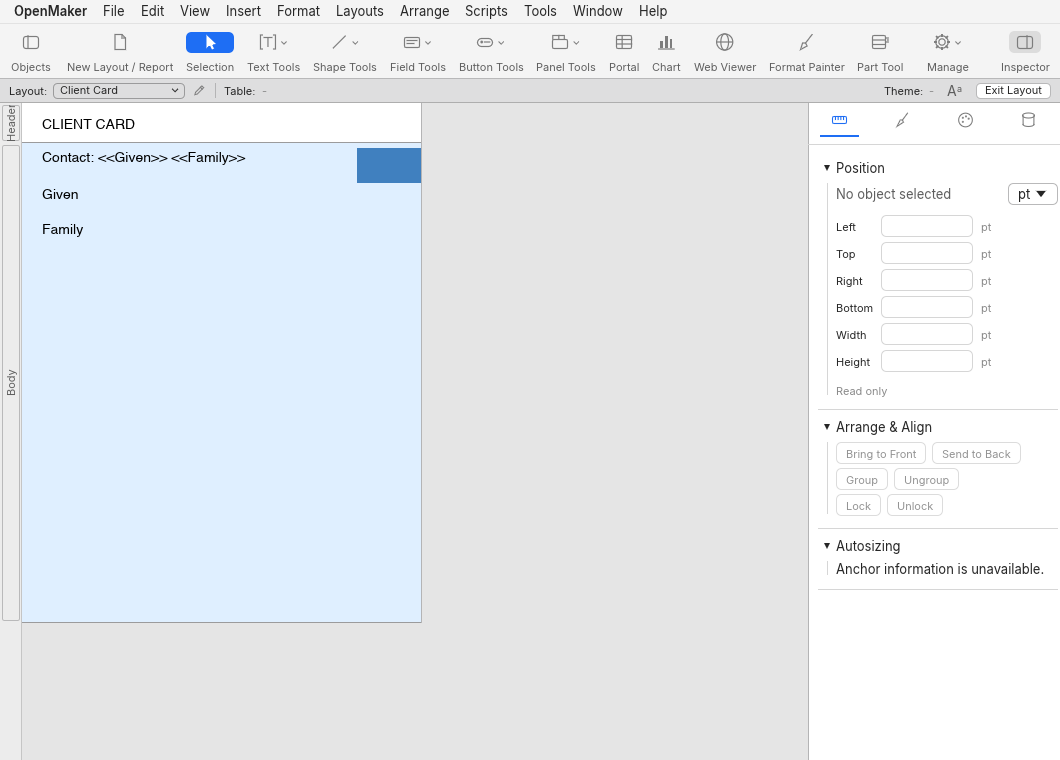 OpenMaker File Edit View Insert Format Layouts Arrange Scripts Tools Window Help
Objects New Layout / Report Selection Text Tools Shape Tools Field Tools Button Tools Panel Tools Portal Chart Web Viewer Format Painter Part Tool Manage Inspector
Layout: Client Card Table: - Theme: - Aa Exit Layout
Header
CLIENT CARD
Contact: <<Given>> <<Family>>
Given
Family
Body
Position
No object selected pt
Left pt
Top pt
Right pt
Bottom pt
Width pt
Height pt
Read only
Arrange & Align
Bring to Front Send to Back
Group Ungroup
Lock Unlock
Autosizing
Anchor information is unavailable.